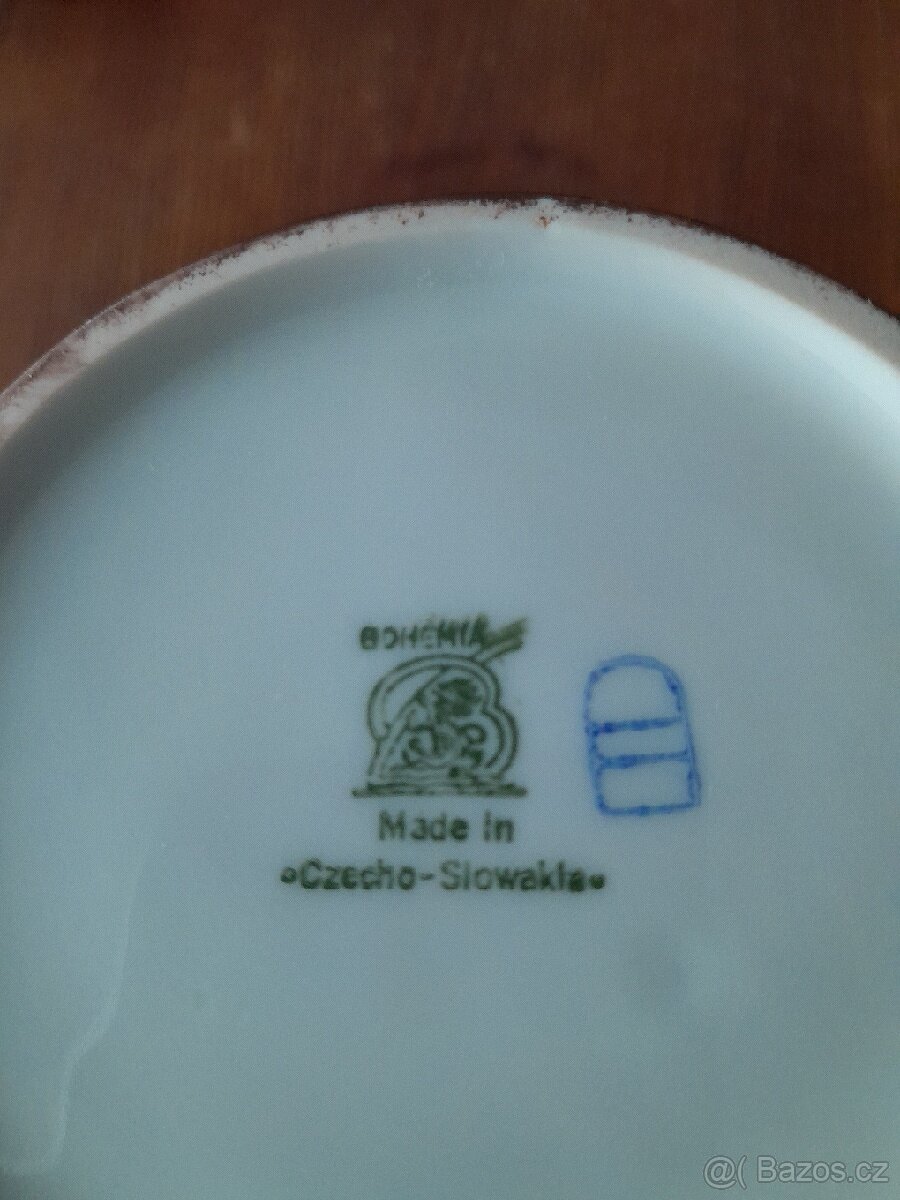 BOHEMIA
Made in
Czecho-Slowakia
@( Bazos.cz